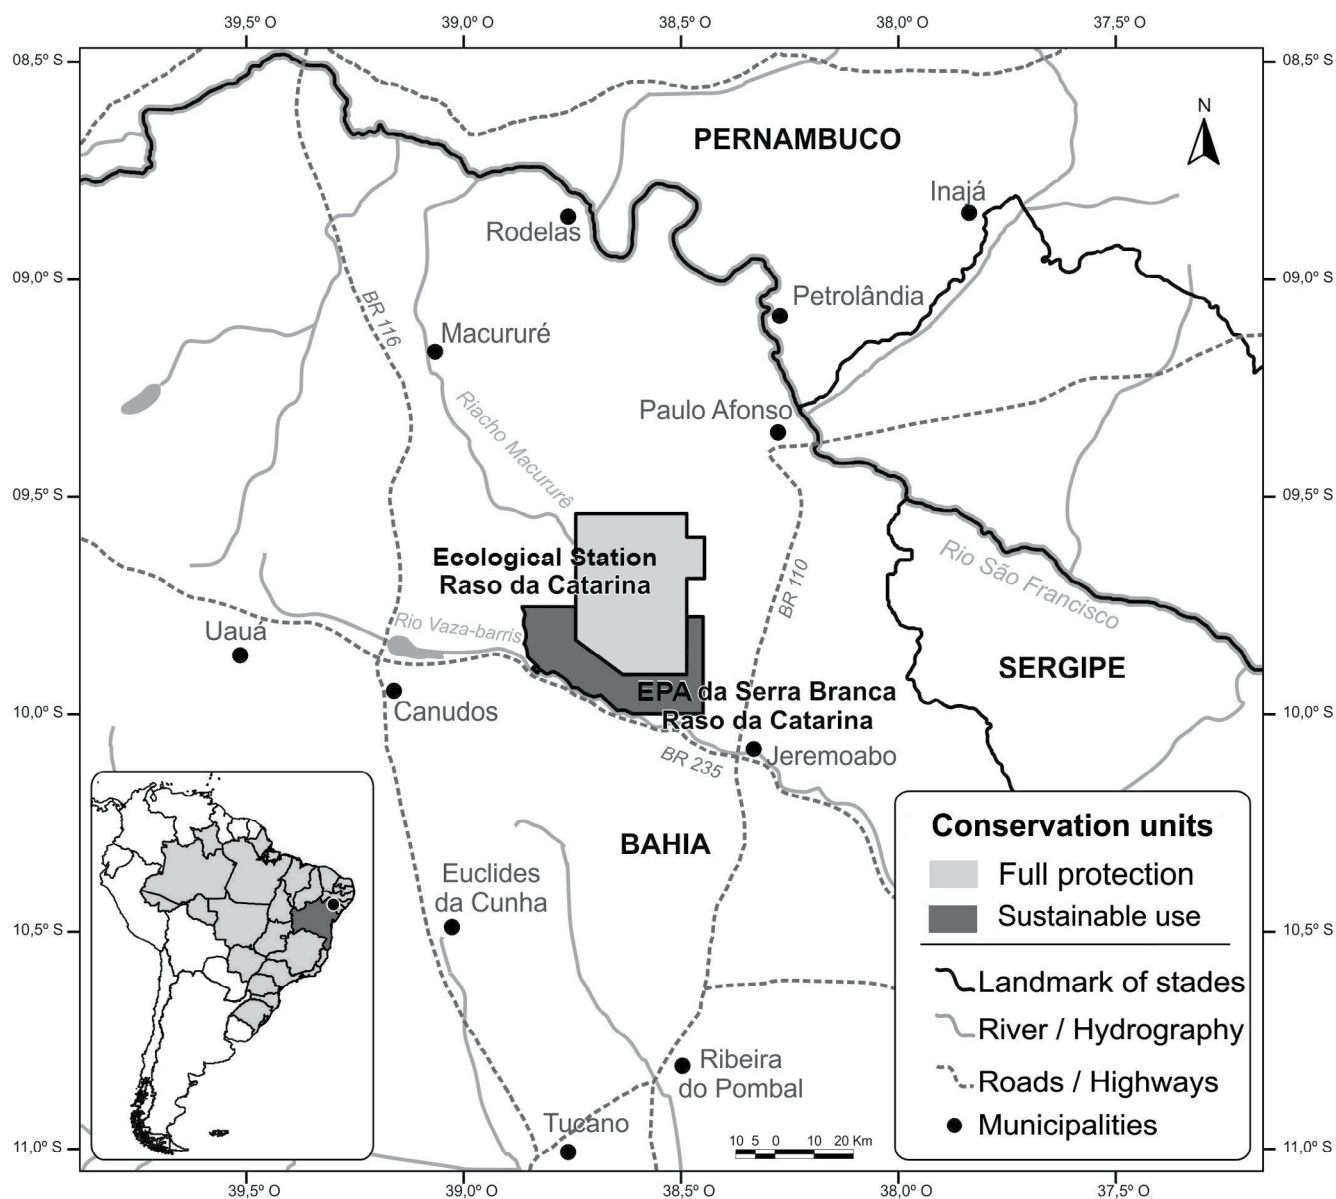 39,5º O
39,0º O
38,5º O
38,0º O
37,5º O
08,5º S
08,5º S
N
PERNAMBUCO
Inajá
Rodelas
09,0º S
09,0º S
Petrolândia
BR 116
Macururé
Paulo Afonso
Riacho Macururê
09,5º S
09,5º S
Ecological Station
Raso da Catarina
Rio São Francisco
BR 110
Uauá
Rio Vaza-barris
SERGIPE
EPA da Serra Branca
Raso da Catarina
Canudos
10,0º S
10,0º S
BR 235
Jeremoabo
BAHIA
Conservation units
Full protection
Sustainable use
Euclides
da Cunha
10,5º S
10,5º S
Landmark of stades
River / Hydrography
Roads / Highways
Municipalities
Ribeira
do Pombal
Tucano
10 5 0 10 20 Km
11,0º S
11,0º S
39,5º O
39,0º O
38,5º O
38,0º O
37,5º O